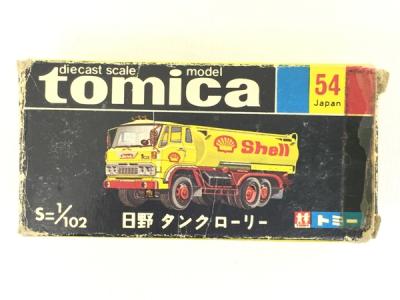 diecast scale model
tomica
54
Japan
Shell
S=1/102
日野 タンクローリー
トミー